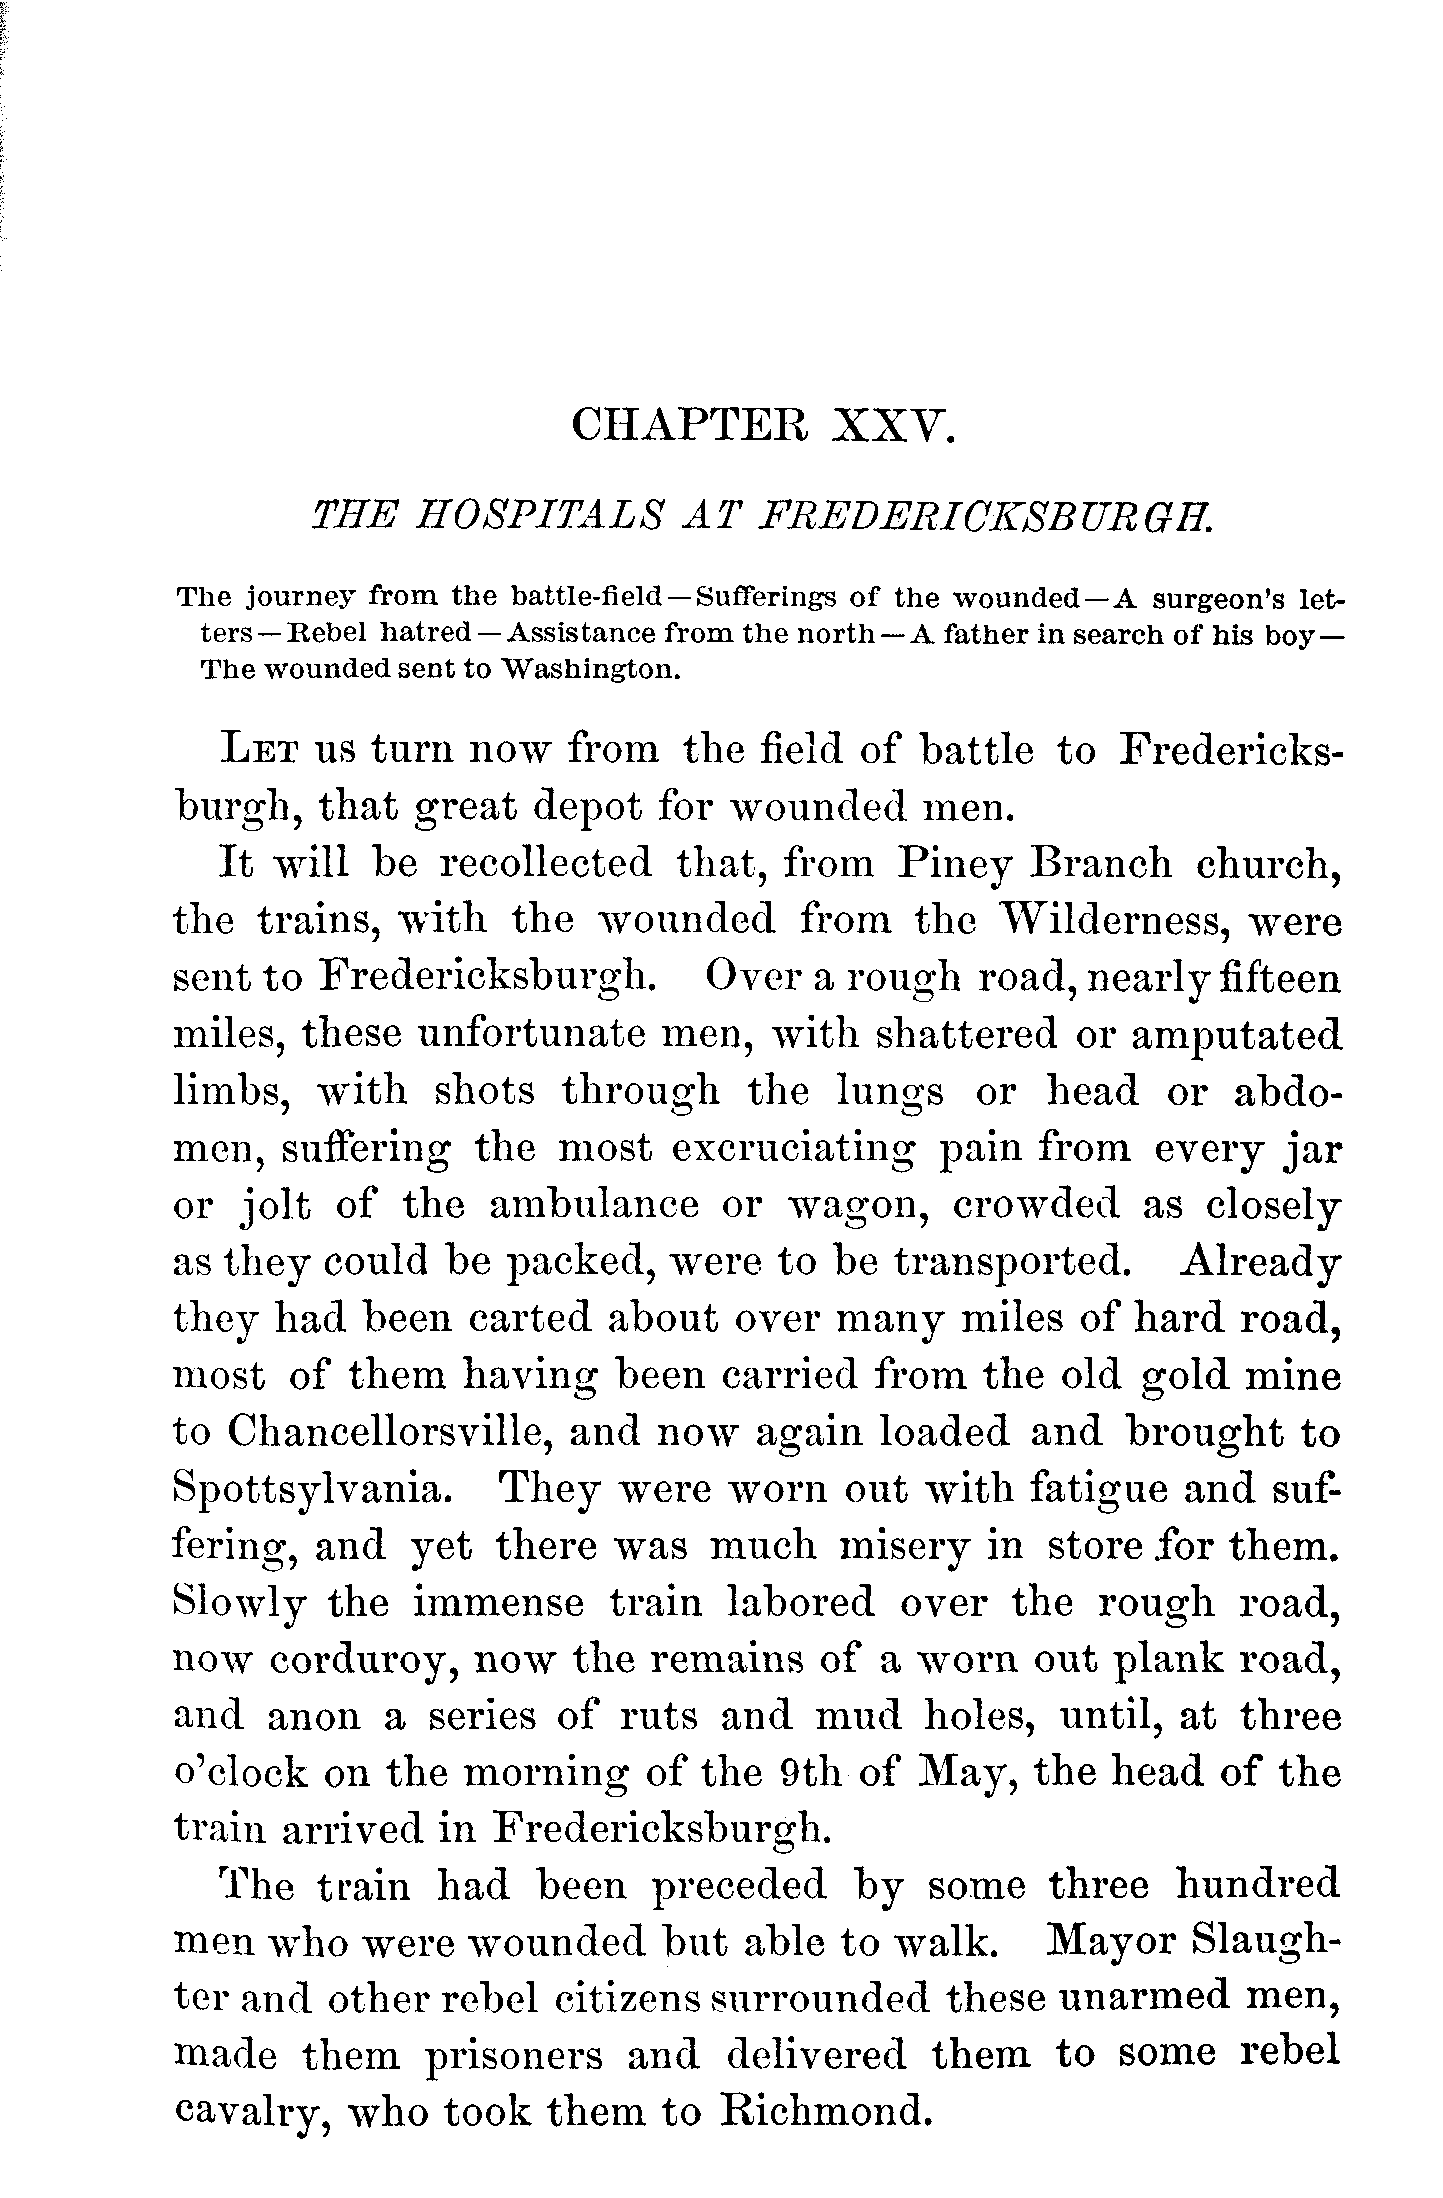 CHAPTER XXV.
THE HOSPITALS AT FREDERICKSBURGH.
The journey from the battle-field—Sufferings of the wounded—A surgeon's let-
ters—Rebel hatred—Assistance from the north—A father in search of his boy—
The wounded sent to Washington.
LET us turn now from the field of battle to Fredericks-
burgh, that great depot for wounded men.
It will be recollected that, from Piney Branch church,
the trains, with the wounded from the Wilderness, were
sent to Fredericksburgh. Over a rough road, nearly fifteen
miles, these unfortunate men, with shattered or amputated
limbs, with shots through the lungs or head or abdo-
men, suffering the most excruciating pain from every jar
or jolt of the ambulance or wagon, crowded as closely
as they could be packed, were to be transported. Already
they had been carted about over many miles of hard road,
most of them having been carried from the old gold mine
to Chancellorsville, and now again loaded and brought to
Spottsylvania. They were worn out with fatigue and suf-
fering, and yet there was much misery in store for them.
Slowly the immense train labored over the rough road,
now corduroy, now the remains of a worn out plank road,
and anon a series of ruts and mud holes, until, at three
o'clock on the morning of the 9th of May, the head of the
train arrived in Fredericksburgh.
The train had been preceded by some three hundred
men who were wounded but able to walk. Mayor Slaugh-
ter and other rebel citizens surrounded these unarmed men,
made them prisoners and delivered them to some rebel
cavalry, who took them to Richmond.